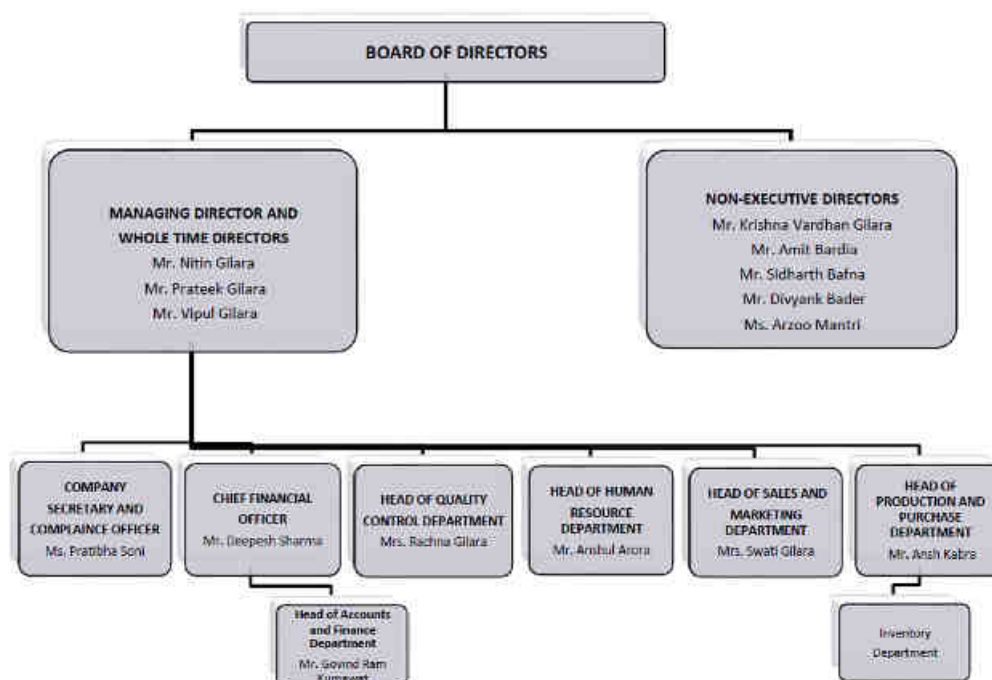 BOARD OF DIRECTORS
MANAGING DIRECTOR AND
WHOLE TIME DIRECTORS
Mr. Nitin Gilara
Mr. Prateek Gilara
Mr. Vipul Gilara
NON-EXECUTIVE DIRECTORS
Mr. Krishna Vardhan Gilara
Mr. Amit Bardia
Mr. Sidharth Bafna
Mr. Divyank Bader
Ms. Arzoo Mantri
COMPANY
SECRETARY AND
COMPLAINCE OFFICER
Ms. Pratibha Soni
CHIEF FINANCIAL
OFFICER
Mr. Deepesh Sharma
HEAD OF QUALITY
CONTROL DEPARTMENT
Mrs. Rachna Gilara
HEAD OF HUMAN
RESOURCE
DEPARTMENT
Mr. Anshul Arora
HEAD OF SALES AND
MARKETING
DEPARTMENT
Mrs. Swati Gilara
HEAD OF
PRODUCTION AND
PURCHASE
DEPARTMENT
Mr. Ansh Kabra
Head of Accounts
and Finance
Department
Mr. Govind Ram
Kumawat
Inventory
Department